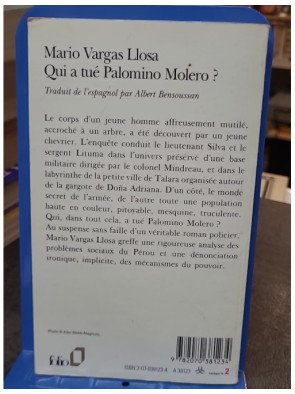 Mario Vargas Llosa
Qui a tué Palomino Molero ?
Traduit de l'espagnol par Albert Bensoussan
Le corps d'un jeune homme affreusement mutilé,
accroché à un arbre, a été découvert par un jeune
chevrier. L'enquête conduit le lieutenant Silva et le
sergent Lituma dans l'univers préservé d'une base
militaire dirigée par le colonel Mindreau, et dans le
labyrinthe de la petite ville de Talara organisée autour
de la gargote de Doña Adriana. D'un côté, le monde
secret de l'armée, de l'autre toute une population
haute en couleur, pitoyable, mesquine, truculente.
Qui, dans tout cela, a tué Palomino Molero ?
Au suspense sans faille d'un véritable roman policier,
Mario Vargas Llosa greffe une rigoureuse analyse des
problèmes sociaux du Pérou et une dénonciation
ironique, implicite, des mécanismes du pouvoir.
folio
9 782070 381234
A 38123
2